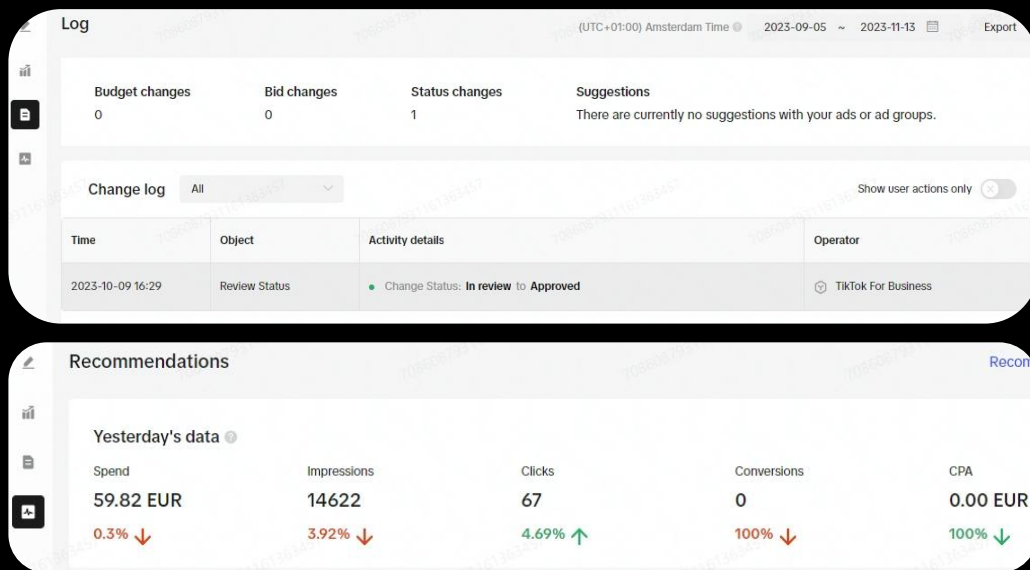 Log
(UTC+01:00) Amsterdam Time 2023-09-05 ~ 2023-11-13 Export
Budget changes Bid changes Status changes Suggestions
0 0 1 There are currently no suggestions with your ads or ad groups.
Change log All Show user actions only
Time Object Activity details Operator
2023-10-09 16:29 Review Status Change Status: In review to Approved TikTok For Business
Recommendations
Yesterday's data
Spend Impressions Clicks Conversions CPA
59.82 EUR 14622 67 0 0.00 EUR
0.3% 3.92% 4.69% 100% 100%